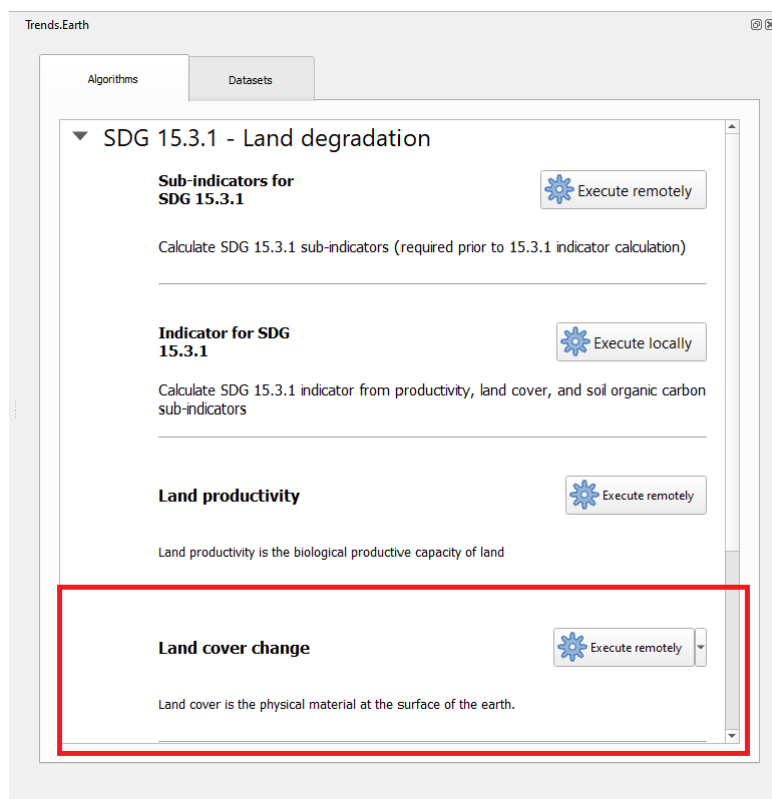 Trends.Earth
Algorithms
Datasets
SDG 15.3.1 - Land degradation
Sub-indicators for
SDG 15.3.1
Execute remotely
Calculate SDG 15.3.1 sub-indicators (required prior to 15.3.1 indicator calculation)
Indicator for SDG
15.3.1
Execute locally
Calculate SDG 15.3.1 indicator from productivity, land cover, and soil organic carbon
sub-indicators
Land productivity
Execute remotely
Land productivity is the biological productive capacity of land
Land cover change
Execute remotely
Land cover is the physical material at the surface of the earth.